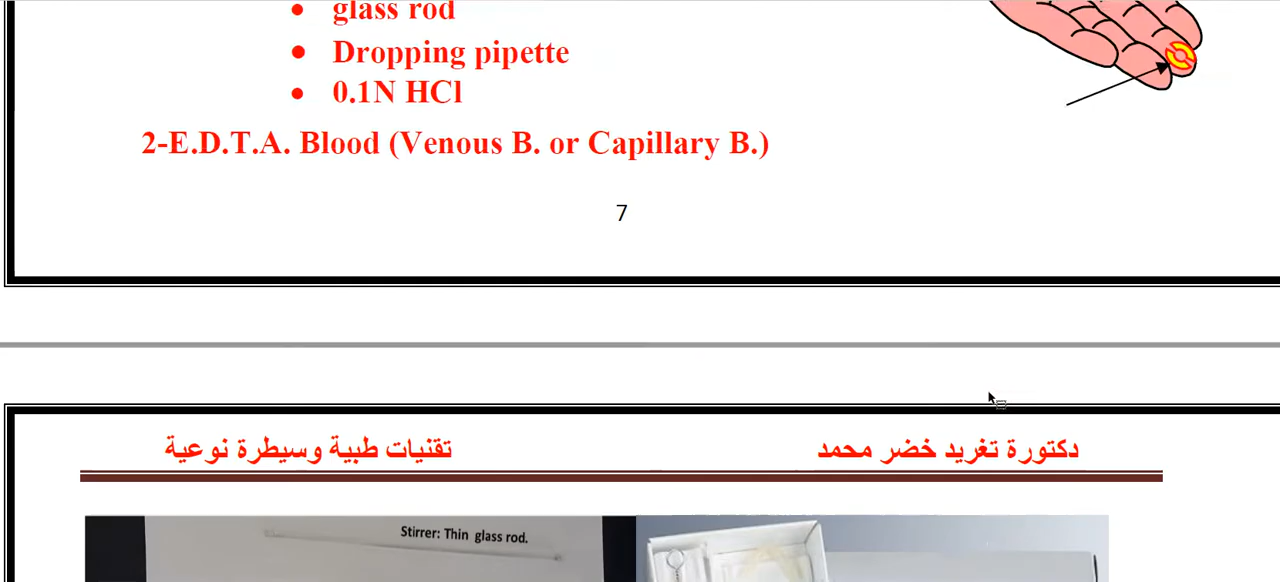 • glass rod
• Dropping pipette
• 0.1N HCl
2-E.D.T.A. Blood (Venous B. or Capillary B.)
7
دكتورة تغريد خضر محمد
تقنيات طبية وسيطرة نوعية
Stirrer: Thin glass rod.